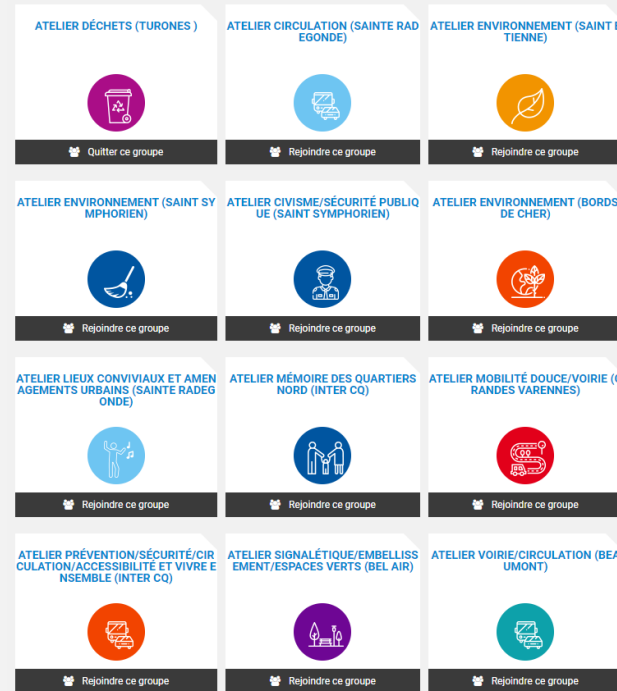 ATELIER DÉCHETS (TURONES )
ATELIER CIRCULATION (SAINTE RAD
EGONDE)
ATELIER ENVIRONNEMENT (SAINT E
TIENNE)
Quitter ce groupe
Rejoindre ce groupe
Rejoindre ce groupe
ATELIER ENVIRONNEMENT (SAINT SY
MPHORIEN)
ATELIER CIVISME/SÉCURITÉ PUBLIQ
UE (SAINT SYMPHORIEN)
ATELIER ENVIRONNEMENT (BORDS
DE CHER)
Rejoindre ce groupe
Rejoindre ce groupe
Rejoindre ce groupe
ATELIER LIEUX CONVIVIAUX ET AMEN
AGEMENTS URBAINS (SAINTE RADEG
ONDE)
ATELIER MÉMOIRE DES QUARTIERS
NORD (INTER CQ)
ATELIER MOBILITÉ DOUCE/VOIRIE (G
RANDES VARENNES)
Rejoindre ce groupe
Rejoindre ce groupe
Rejoindre ce groupe
ATELIER PRÉVENTION/SÉCURITÉ/CIR
CULATION/ACCESSIBILITÉ ET VIVRE E
NSEMBLE (INTER CQ)
ATELIER SIGNALÉTIQUE/EMBELLISS
EMENT/ESPACES VERTS (BEL AIR)
ATELIER VOIRIE/CIRCULATION (BEA
UMONT)
Rejoindre ce groupe
Rejoindre ce groupe
Rejoindre ce groupe